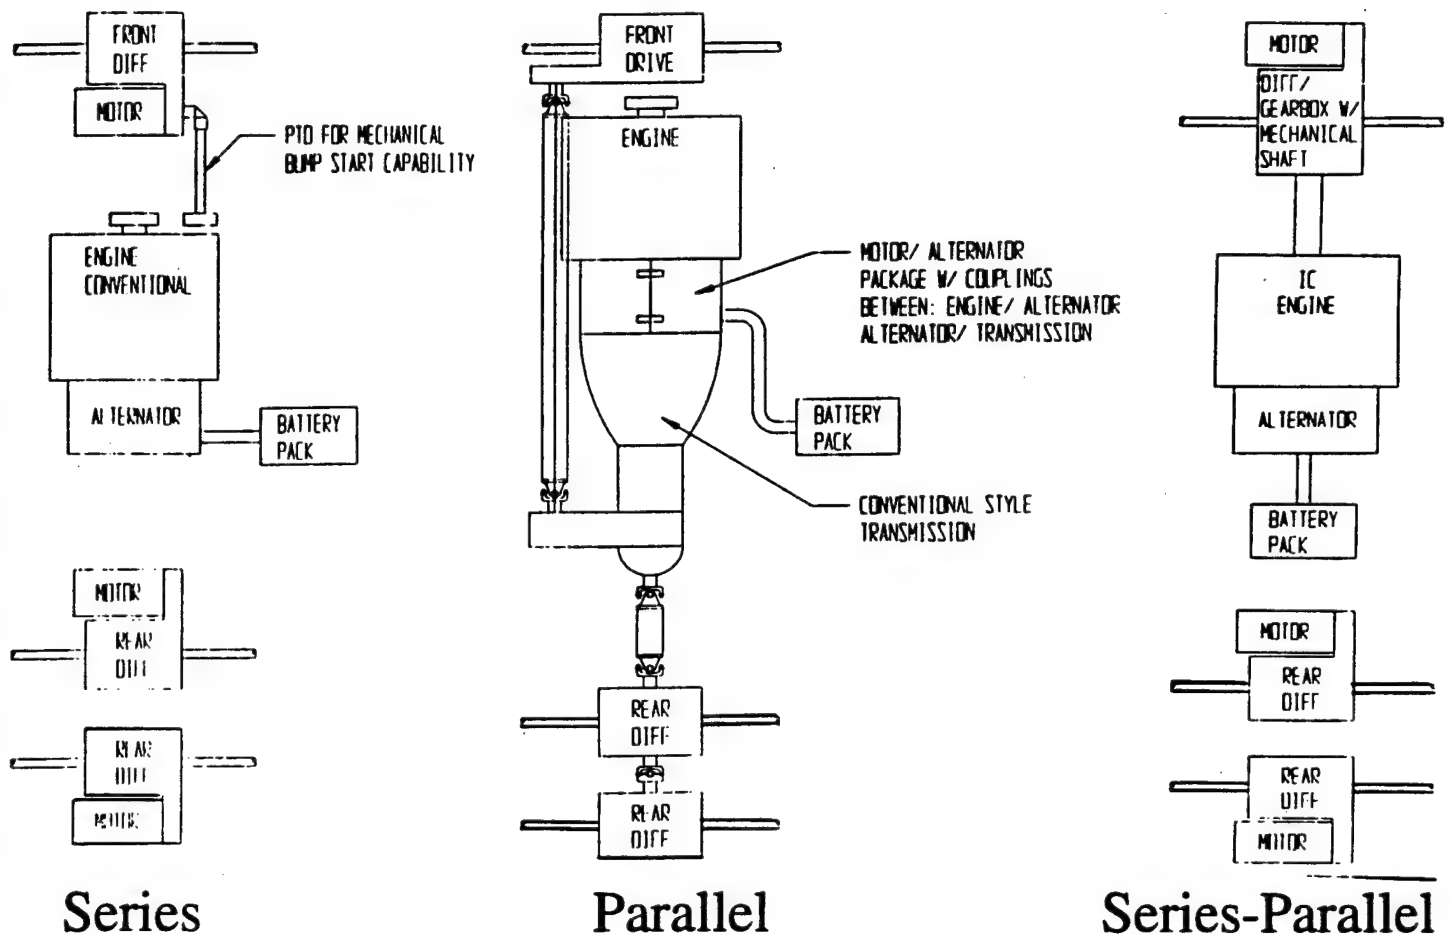 FRONT
DIFF
MOTOR
PTO FOR MECHANICAL
BUMP START CAPABILITY
ENGINE
CONVENTIONAL
ALTERNATOR
BATTERY
PACK
MOTOR
REAR
DIFF
REAR
DIFF
MOTOR
Series
FRONT
DRIVE
ENGINE
MOTOR/ ALTERNATOR
PACKAGE W/ COUPLINGS
BETWEEN: ENGINE/ ALTERNATOR
ALTERNATOR/ TRANSMISSION
BATTERY
PACK
CONVENTIONAL STYLE
TRANSMISSION
REAR
DIFF
REAR
DIFF
Parallel
MOTOR
DIFF/
GEARBOX W/
MECHANICAL
SHAFT
IC
ENGINE
ALTERNATOR
BATTERY
PACK
MOTOR
REAR
DIFF
REAR
DIFF
MOTOR
Series-Parallel